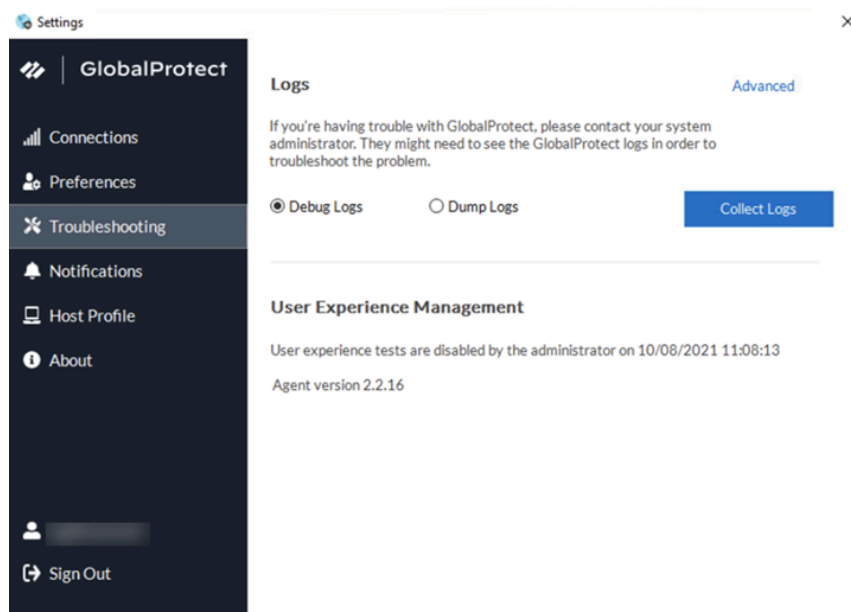 Settings
GlobalProtect
Connections
Preferences
Troubleshooting
Notifications
Host Profile
About
Sign Out
Logs
Advanced
If you're having trouble with GlobalProtect, please contact your system
administrator. They might need to see the GlobalProtect logs in order to
troubleshoot the problem.
Debug Logs Dump Logs Collect Logs
User Experience Management
User experience tests are disabled by the administrator on 10/08/2021 11:08:13
Agent version 2.2.16